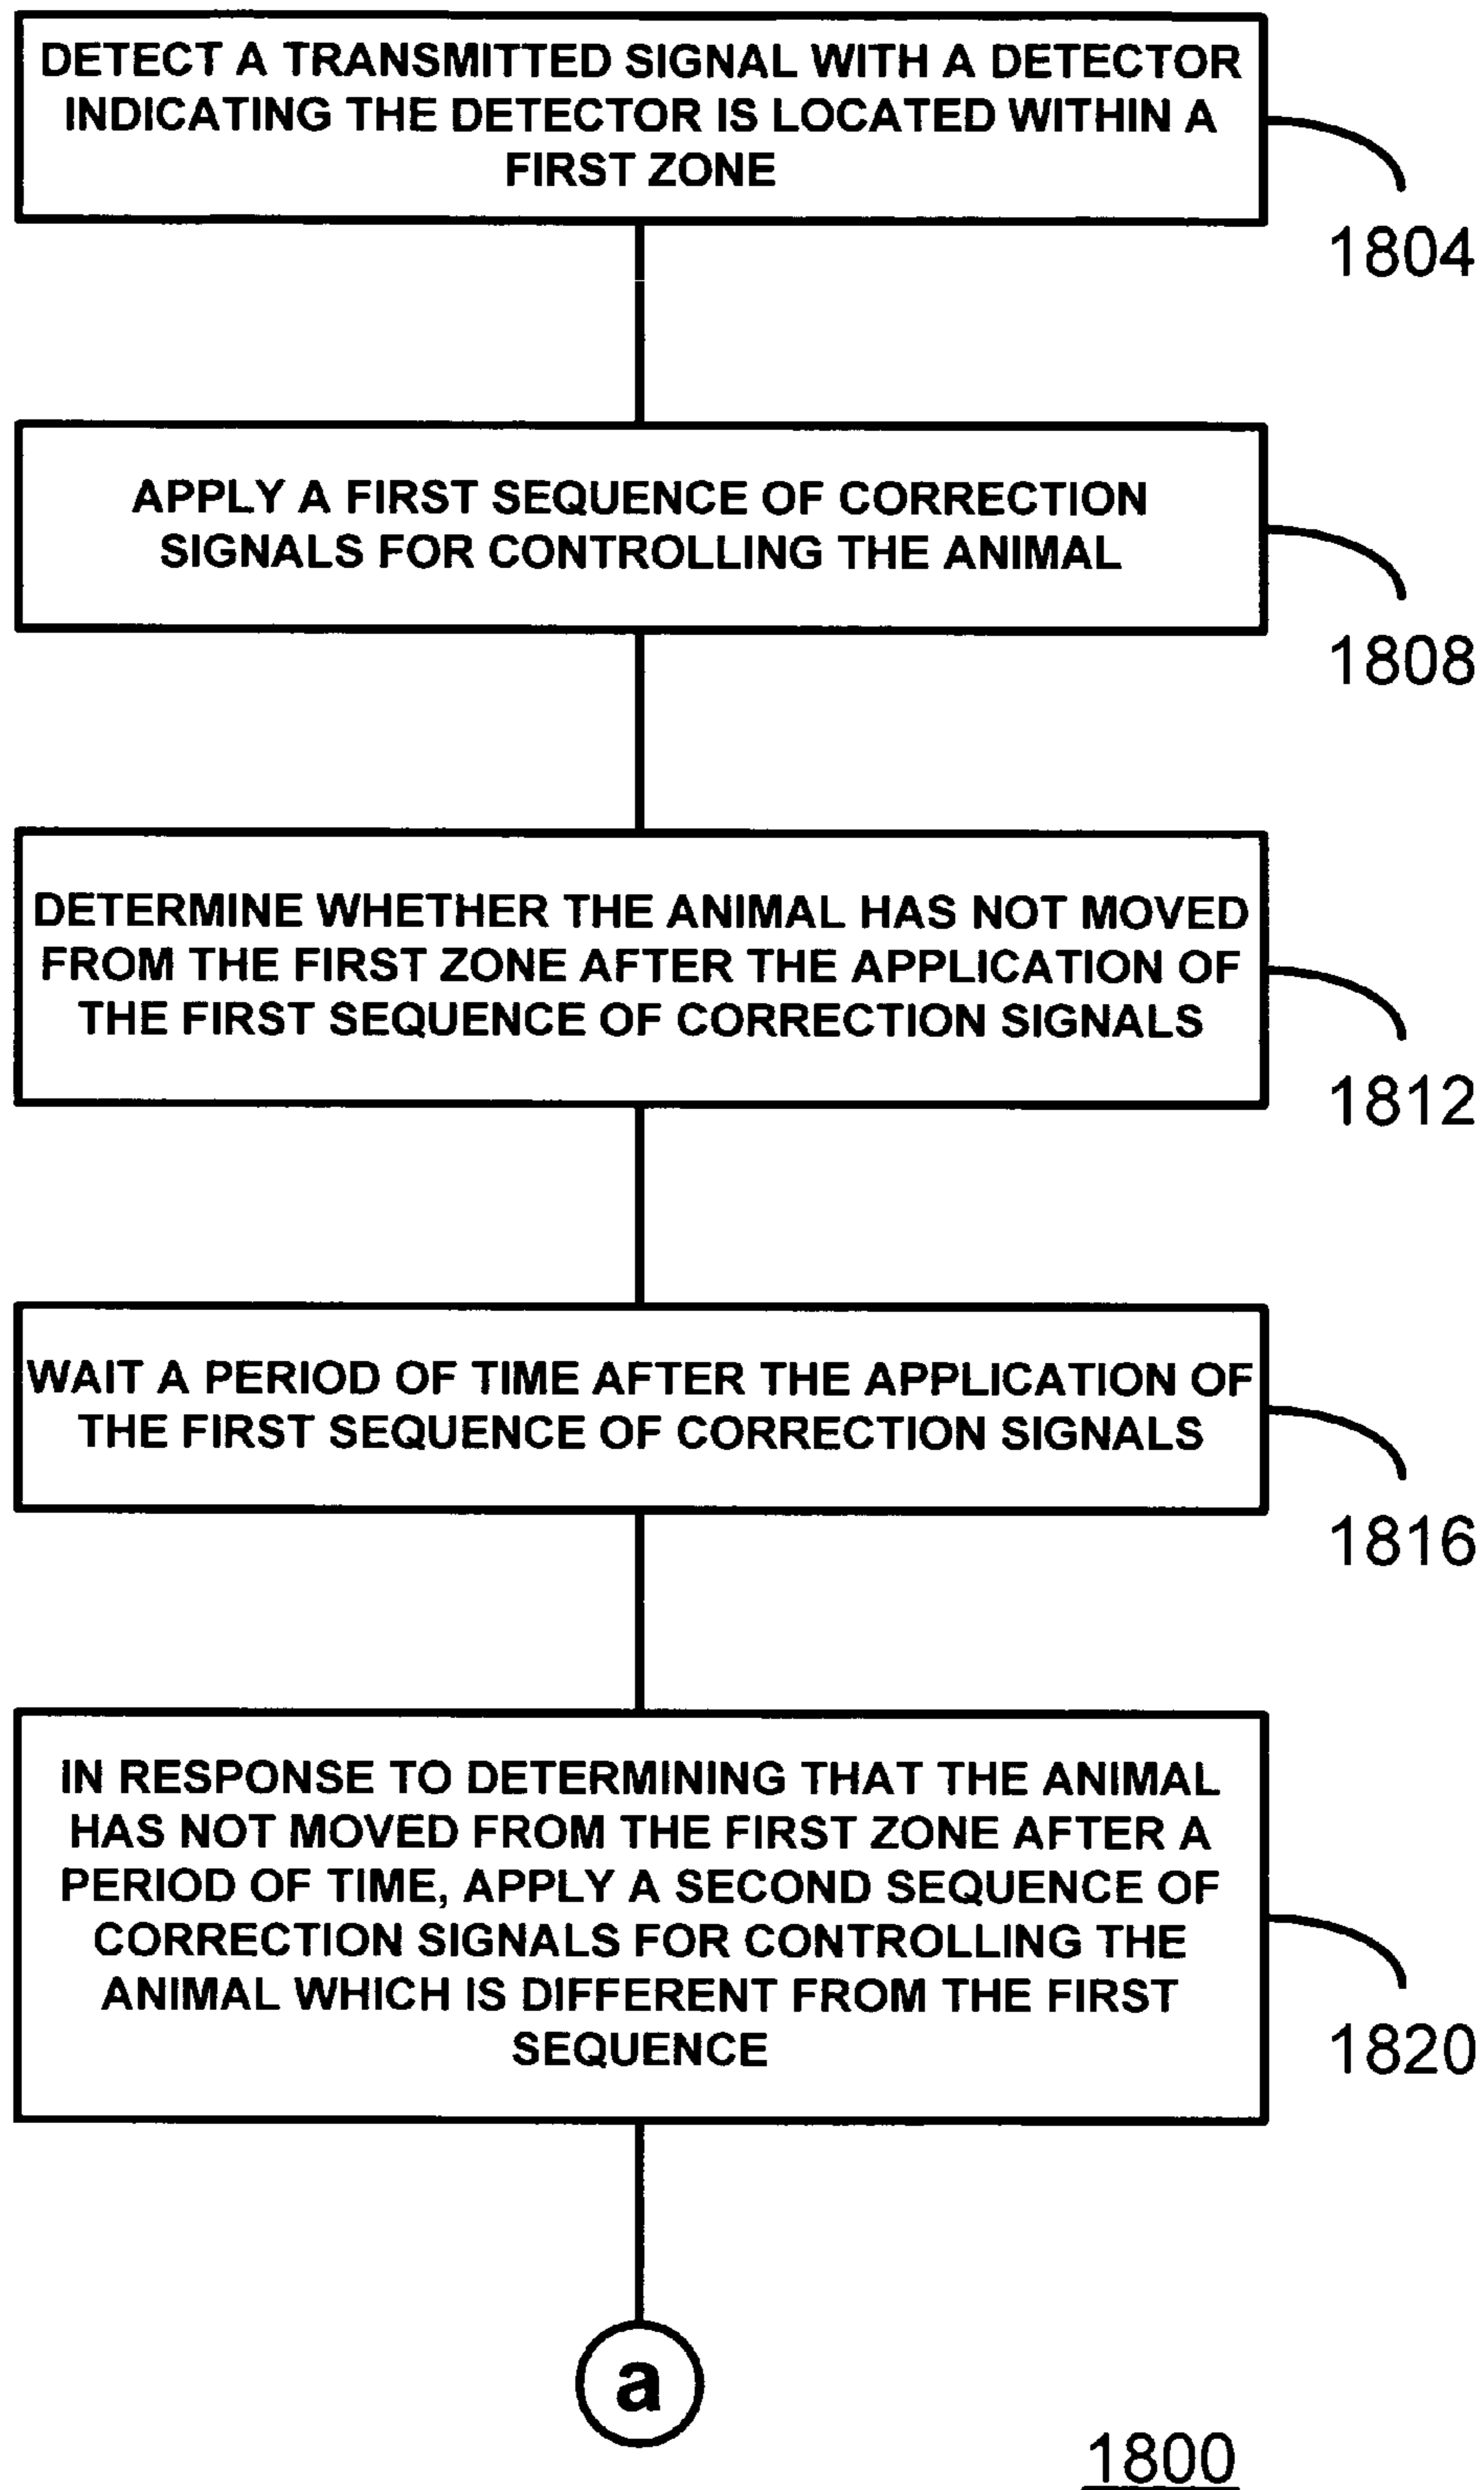 DETECT A TRANSMITTED SIGNAL WITH A DETECTOR
INDICATING THE DETECTOR IS LOCATED WITHIN A
FIRST ZONE
1804
APPLY A FIRST SEQUENCE OF CORRECTION
SIGNALS FOR CONTROLLING THE ANIMAL
1808
DETERMINE WHETHER THE ANIMAL HAS NOT MOVED
FROM THE FIRST ZONE AFTER THE APPLICATION OF
THE FIRST SEQUENCE OF CORRECTION SIGNALS
1812
WAIT A PERIOD OF TIME AFTER THE APPLICATION OF
THE FIRST SEQUENCE OF CORRECTION SIGNALS
1816
IN RESPONSE TO DETERMINING THAT THE ANIMAL
HAS NOT MOVED FROM THE FIRST ZONE AFTER A
PERIOD OF TIME, APPLY A SECOND SEQUENCE OF
CORRECTION SIGNALS FOR CONTROLLING THE
ANIMAL WHICH IS DIFFERENT FROM THE FIRST
SEQUENCE
1820
a
1800